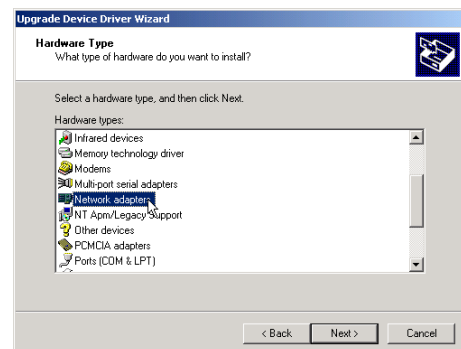 Upgrade Device Driver Wizard
Hardware Type
What type of hardware do you want to install?
Select a hardware type, and then click Next.
Hardware types:
Infrared devices
Memory technology driver
Modems
Multi-port serial adapters
Network adapters
NT Apm/Legacy Support
Other devices
PCMCIA adapters
Ports (COM & LPT)
< Back
Next >
Cancel